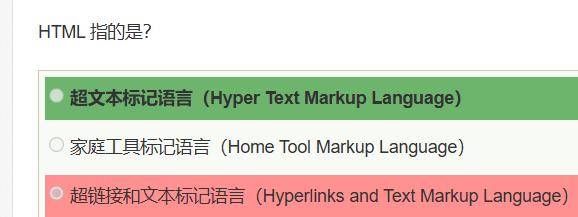 HTML 指的是?
超文本标记语言（Hyper Text Markup Language）
家庭工具标记语言（Home Tool Markup Language）
超链接和文本标记语言（Hyperlinks and Text Markup Language）